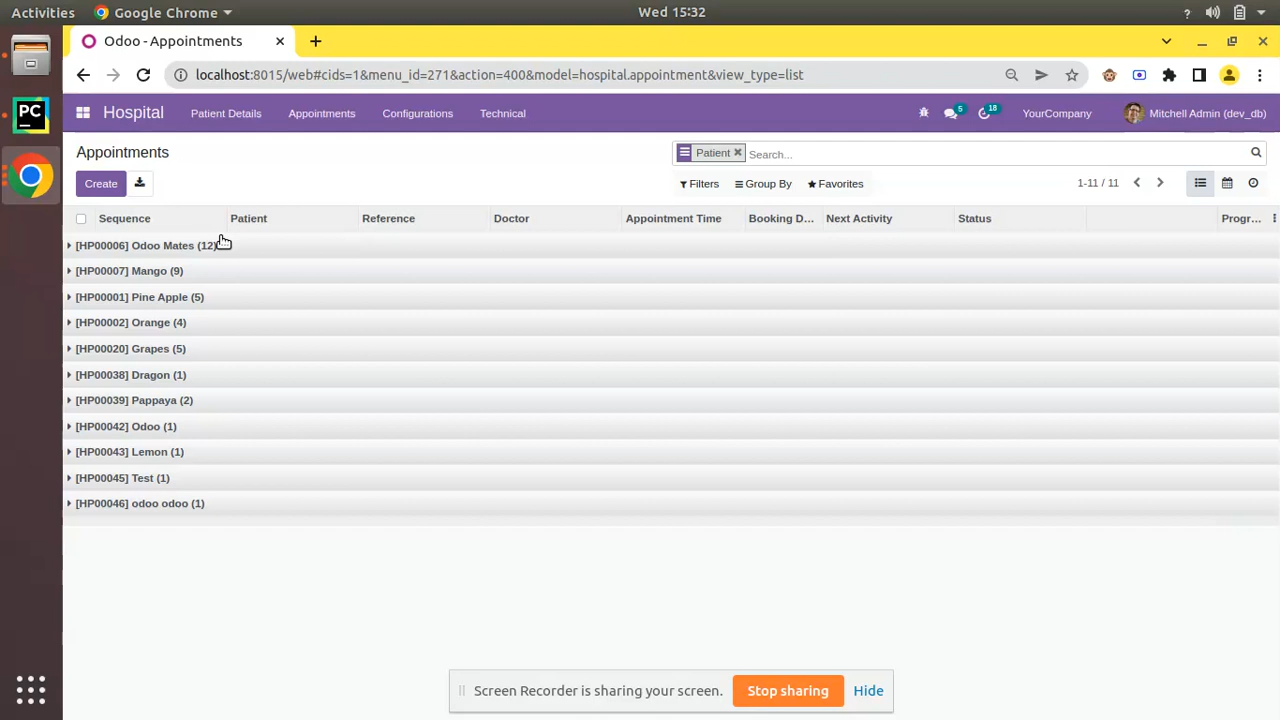 Activities Google Chrome Wed 15:32
Odoo - Appointments
localhost:8015/web#cids=1&menu_id=271&action=400&model=hospital.appointment&view_type=list
PC Hospital Patient Details Appointments Configurations Technical 5 18 YourCompany Mitchell Admin (dev_db)
Appointments Patient Search...
Create Filters Group By Favorites 1-11 / 11
Sequence Patient Reference Doctor Appointment Time Booking D... Next Activity Status Progr...
[HP00006] Odoo Mates (12)
[HP00007] Mango (9)
[HP00001] Pine Apple (5)
[HP00002] Orange (4)
[HP00020] Grapes (5)
[HP00038] Dragon (1)
[HP00039] Pappaya (2)
[HP00042] Odoo (1)
[HP00043] Lemon (1)
[HP00045] Test (1)
[HP00046] odoo odoo (1)
Screen Recorder is sharing your screen. Stop sharing Hide